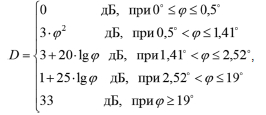 D = {
0 дБ, при 0° ≤ φ ≤ 0,5°
3·φ² дБ, при 0,5° < φ ≤ 1,41°
3 + 20·lg φ дБ, при 1,41° < φ ≤ 2,52°,
1 + 25·lg φ дБ, при 2,52° < φ ≤ 19°
33 дБ, при φ ≥ 19°